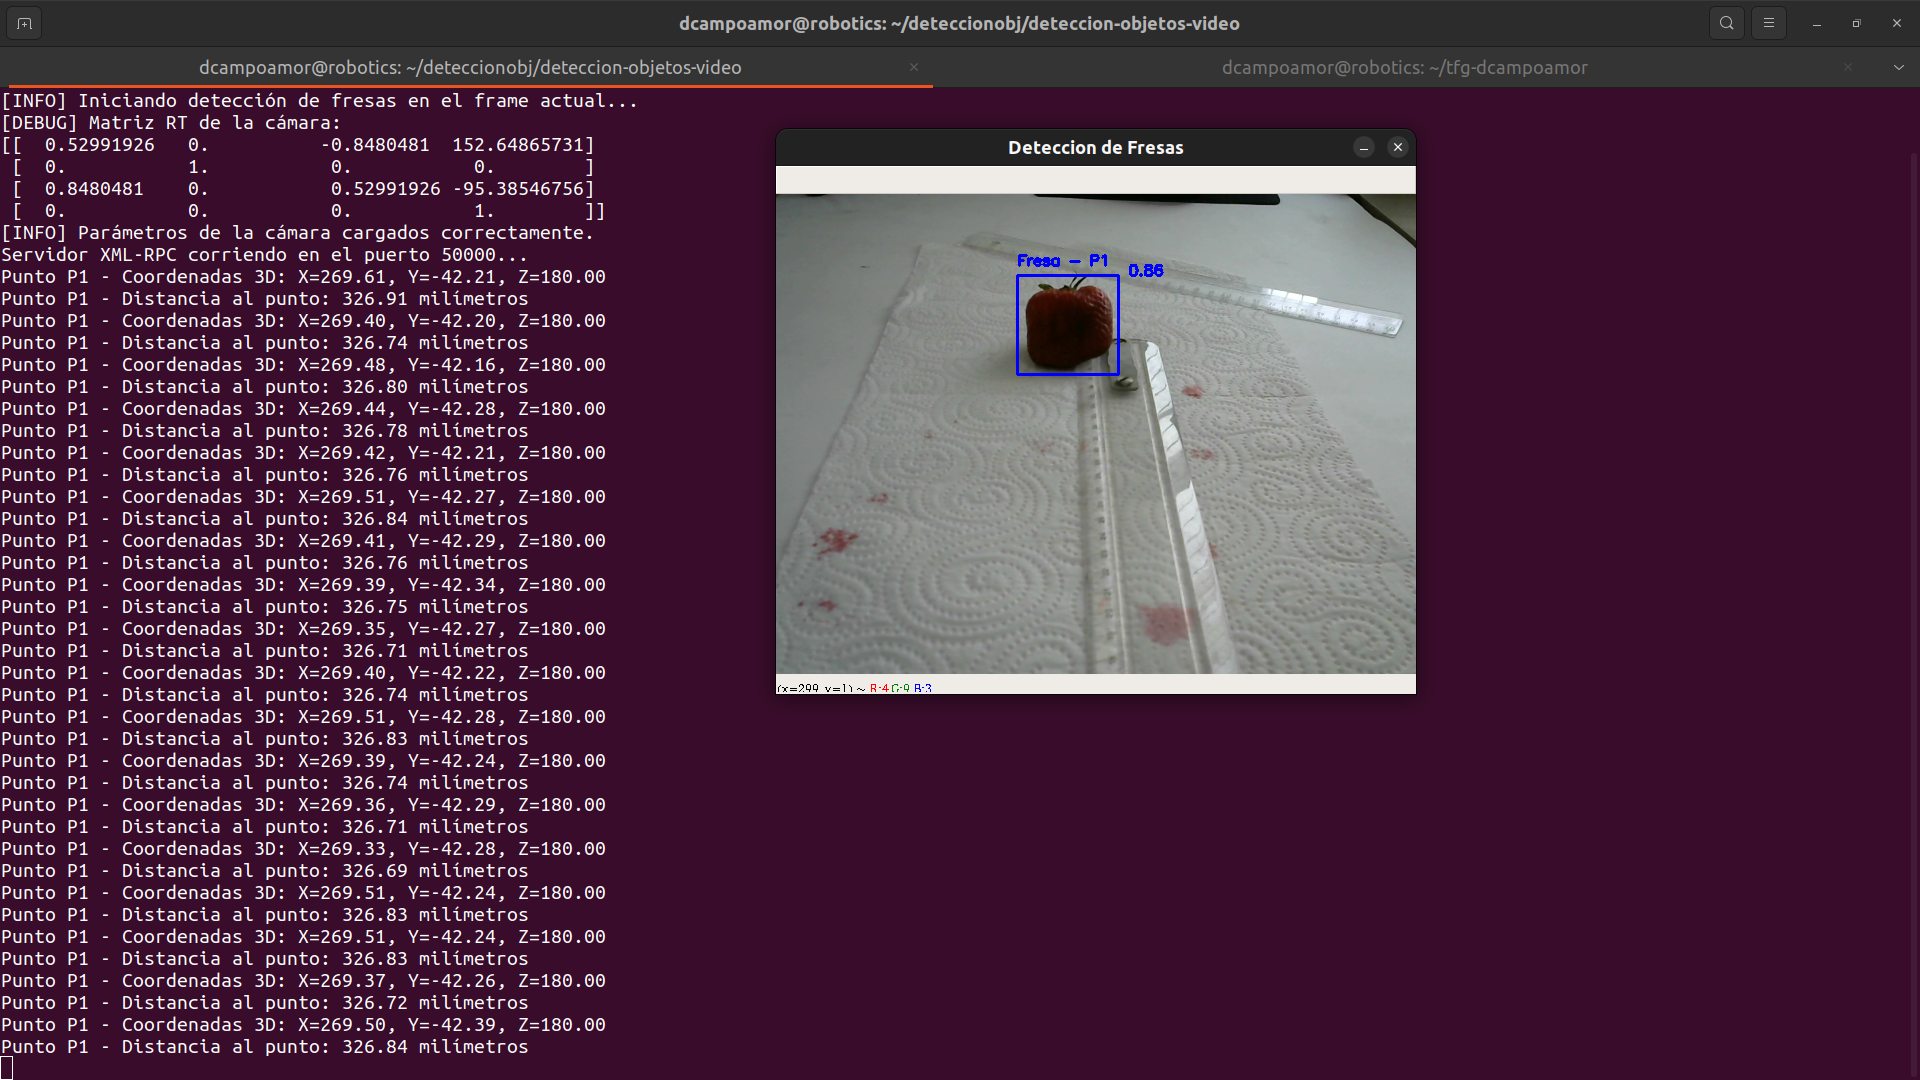 dcampoamor@robotics: ~/deteccionobj/deteccion-objetos-video
dcampoamor@robotics: ~/deteccionobj/deteccion-objetos-video
dcampoamor@robotics: ~/tfg-dcampoamor
[INFO] Iniciando detección de fresas en el frame actual...
[DEBUG] Matriz RT de la cámara:
[[  0.52991926   0.          -0.8480481  152.64865731]
 [  0.           1.           0.           0.        ]
 [  0.8480481    0.           0.52991926 -95.38546756]
 [  0.           0.           0.           1.        ]]
[INFO] Parámetros de la cámara cargados correctamente.
Servidor XML-RPC corriendo en el puerto 50000...
Punto P1 - Coordenadas 3D: X=269.61, Y=-42.21, Z=180.00
Punto P1 - Distancia al punto: 326.91 milímetros
Punto P1 - Coordenadas 3D: X=269.40, Y=-42.20, Z=180.00
Punto P1 - Distancia al punto: 326.74 milímetros
Punto P1 - Coordenadas 3D: X=269.48, Y=-42.16, Z=180.00
Punto P1 - Distancia al punto: 326.80 milímetros
Punto P1 - Coordenadas 3D: X=269.44, Y=-42.28, Z=180.00
Punto P1 - Distancia al punto: 326.78 milímetros
Punto P1 - Coordenadas 3D: X=269.42, Y=-42.21, Z=180.00
Punto P1 - Distancia al punto: 326.76 milímetros
Punto P1 - Coordenadas 3D: X=269.51, Y=-42.27, Z=180.00
Punto P1 - Distancia al punto: 326.84 milímetros
Punto P1 - Coordenadas 3D: X=269.41, Y=-42.29, Z=180.00
Punto P1 - Distancia al punto: 326.76 milímetros
Punto P1 - Coordenadas 3D: X=269.39, Y=-42.34, Z=180.00
Punto P1 - Distancia al punto: 326.75 milímetros
Punto P1 - Coordenadas 3D: X=269.35, Y=-42.27, Z=180.00
Punto P1 - Distancia al punto: 326.71 milímetros
Punto P1 - Coordenadas 3D: X=269.40, Y=-42.22, Z=180.00
Punto P1 - Distancia al punto: 326.74 milímetros
Punto P1 - Coordenadas 3D: X=269.51, Y=-42.28, Z=180.00
Punto P1 - Distancia al punto: 326.83 milímetros
Punto P1 - Coordenadas 3D: X=269.39, Y=-42.24, Z=180.00
Punto P1 - Distancia al punto: 326.74 milímetros
Punto P1 - Coordenadas 3D: X=269.36, Y=-42.29, Z=180.00
Punto P1 - Distancia al punto: 326.71 milímetros
Punto P1 - Coordenadas 3D: X=269.33, Y=-42.28, Z=180.00
Punto P1 - Distancia al punto: 326.69 milímetros
Punto P1 - Coordenadas 3D: X=269.51, Y=-42.24, Z=180.00
Punto P1 - Distancia al punto: 326.83 milímetros
Punto P1 - Coordenadas 3D: X=269.51, Y=-42.24, Z=180.00
Punto P1 - Distancia al punto: 326.83 milímetros
Punto P1 - Coordenadas 3D: X=269.37, Y=-42.26, Z=180.00
Punto P1 - Distancia al punto: 326.72 milímetros
Punto P1 - Coordenadas 3D: X=269.50, Y=-42.39, Z=180.00
Punto P1 - Distancia al punto: 326.84 milímetros
Deteccion de Fresas
Fresa - P1
0.86
(x=299, y=1) ~ R:4 G:9 B:3